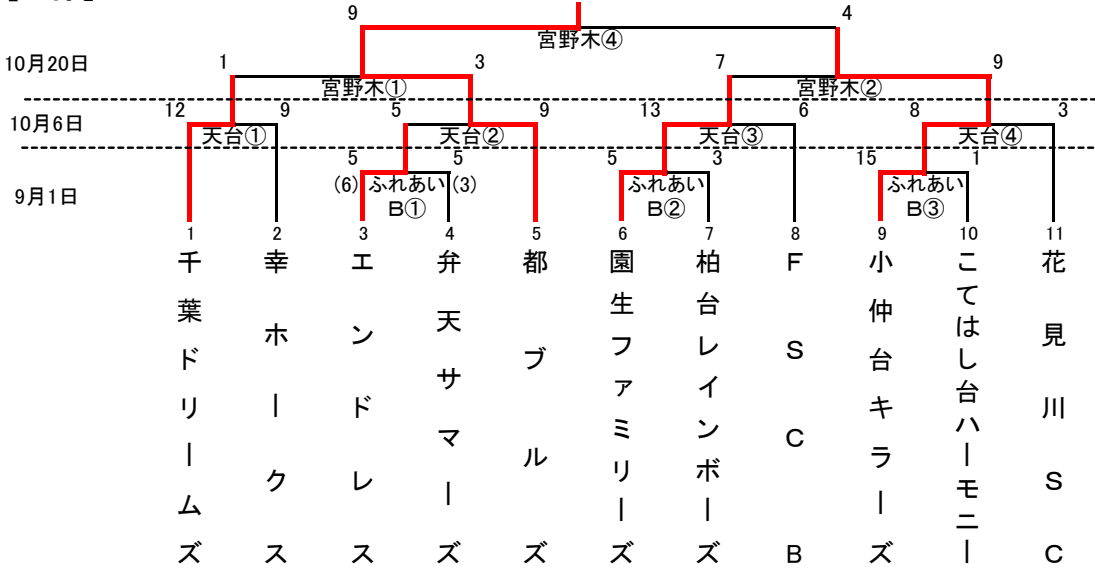 9 4
宮野木④
10月20日 1 3 7 9
宮野木① 宮野木②
12 9 5 9 13 6 8 3
10月6日
天台① 天台② 天台③ 天台④
5 5 5 3 15 1
(6) ふれあい (3) ふれあい ふれあい
9月1日
B① B② B③
1 2 3 4 5 6 7 8 9 10 11
千葉ドリームズ
幸ホークス
エンドレス
弁天サマーズ
都ブルズ
園生ファミリーズ
柏台レインボーズ
FSCB
小仲台キラーズ
こてはし台ハーモニー
花見川SC